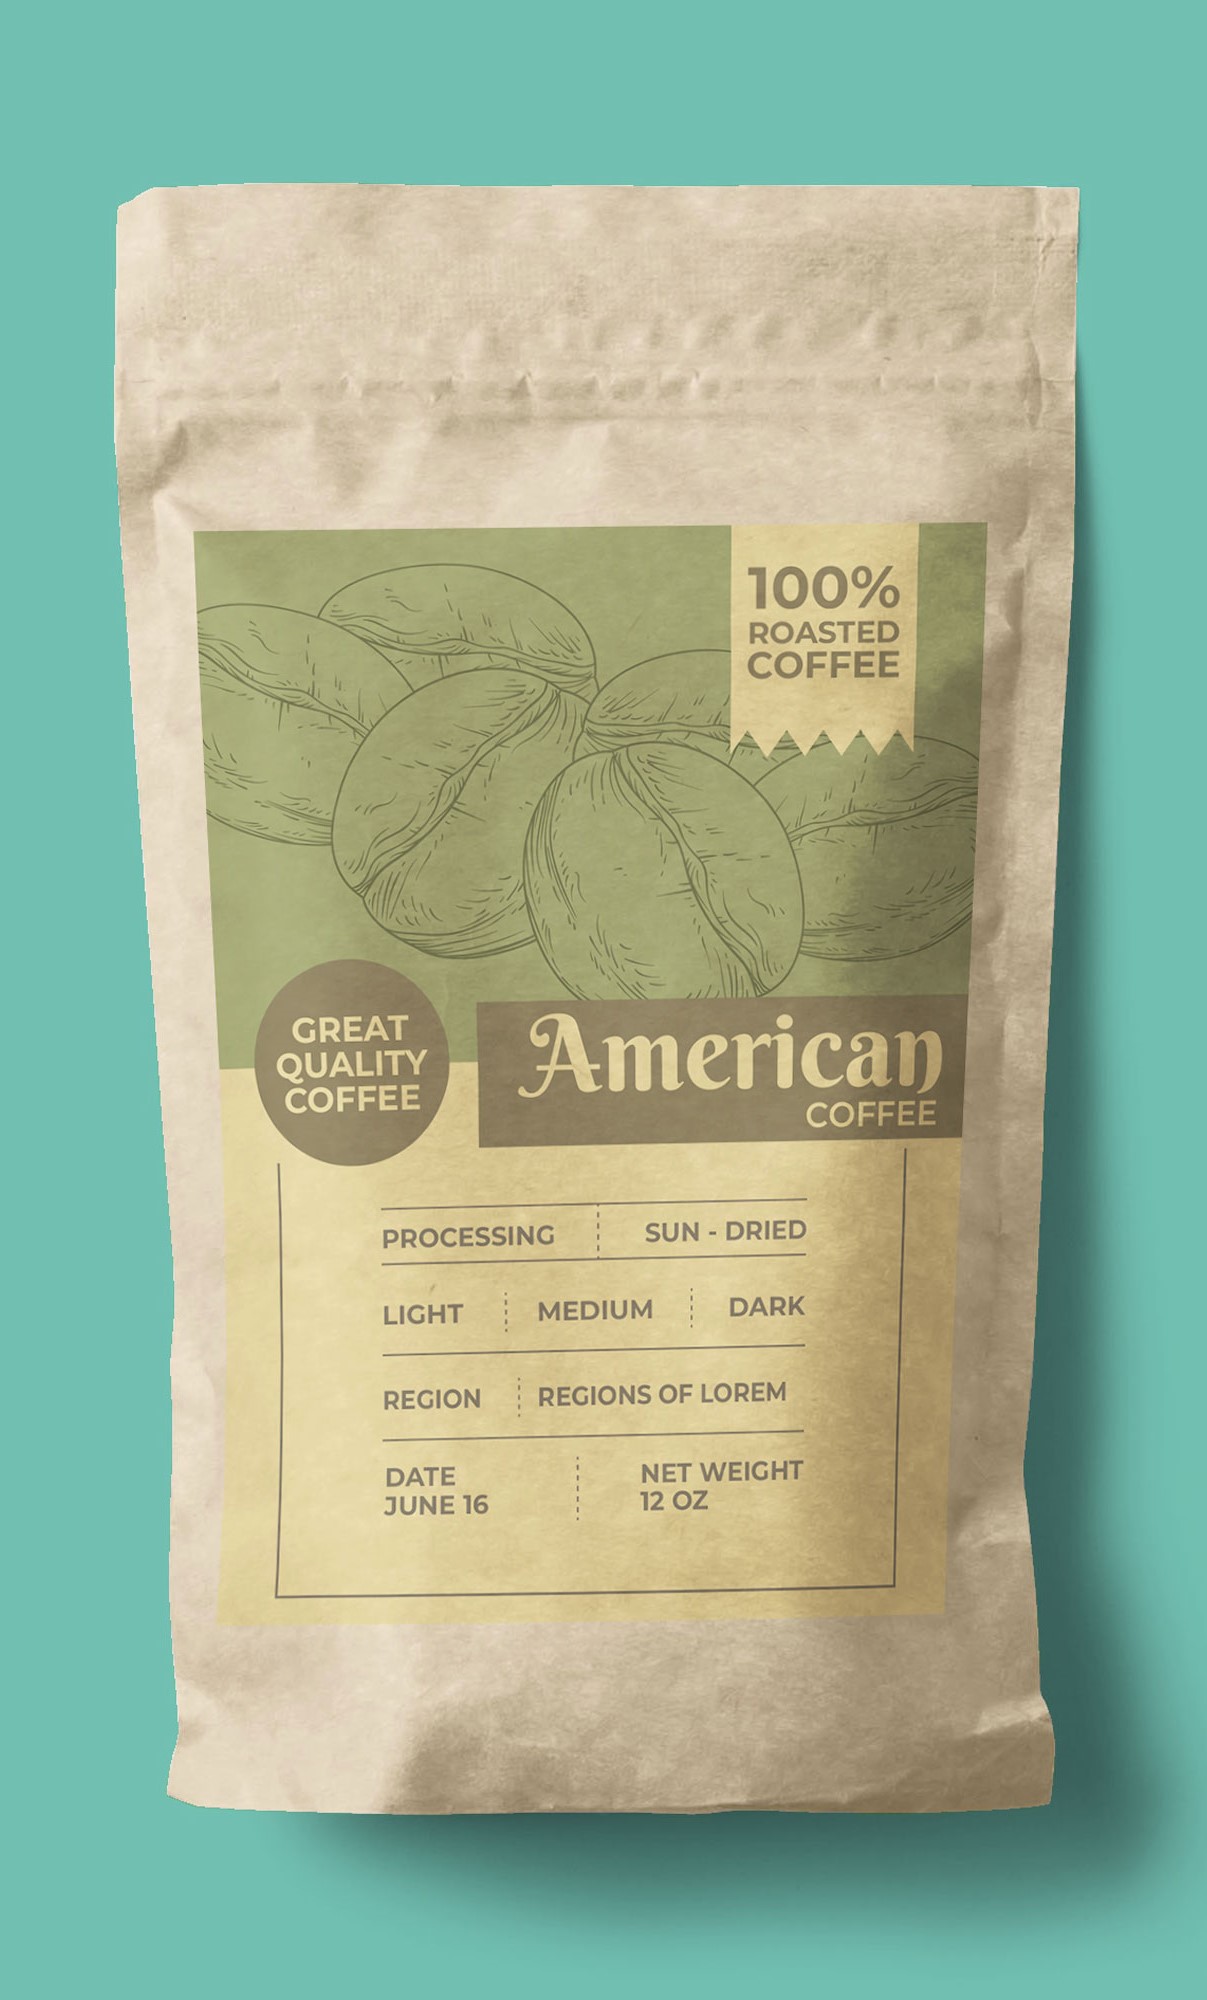 100%
ROASTED
COFFEE
GREAT
QUALITY
COFFEE
American
COFFEE
PROCESSING SUN - DRIED
LIGHT MEDIUM DARK
REGION REGIONS OF LOREM
DATE
JUNE 16
NET WEIGHT
12 OZ